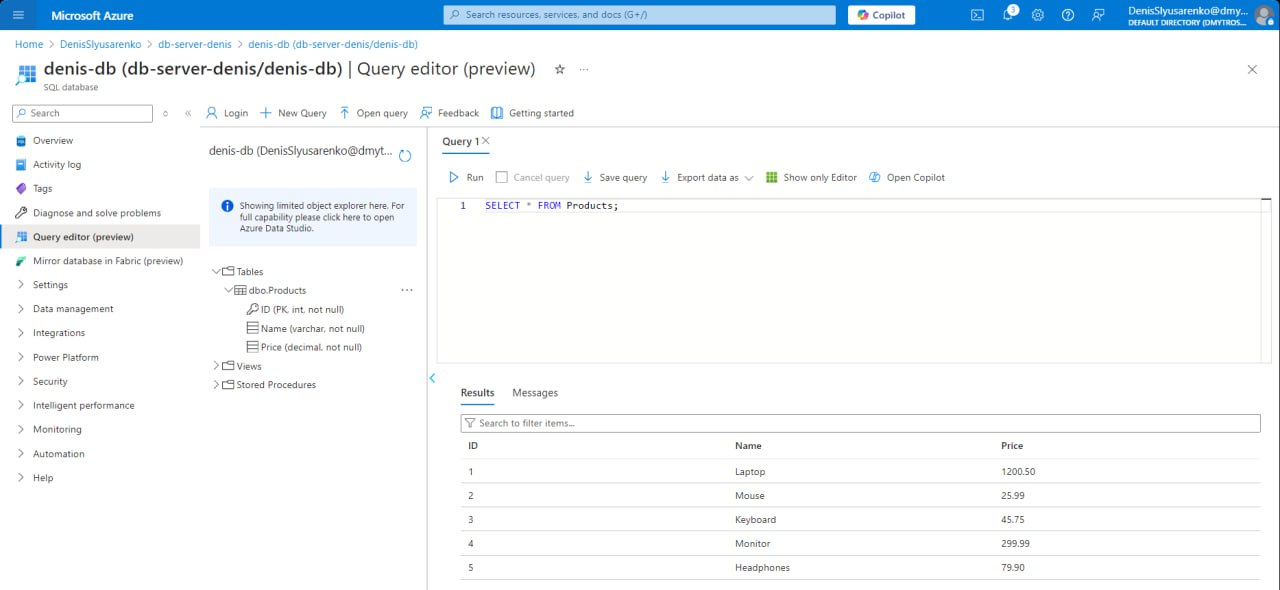 Microsoft Azure
Search resources, services, and docs (G+/)
Copilot
3
DenisSlyusarenko@dmy...
DEFAULT DIRECTORY (DMYTROS...
Home > DenisSlyusarenko > db-server-denis > denis-db (db-server-denis/denis-db)
denis-db (db-server-denis/denis-db) | Query editor (preview)
SQL database
Search
Overview
Activity log
Tags
Diagnose and solve problems
Query editor (preview)
Mirror database in Fabric (preview)
Settings
Data management
Integrations
Power Platform
Security
Intelligent performance
Monitoring
Automation
Help
Login
New Query
Open query
Feedback
Getting started
denis-db (DenisSlyusarenko@dmyt...
Showing limited object explorer here. For
full capability please click here to open
Azure Data Studio.
Tables
dbo.Products
ID (PK, int, not null)
Name (varchar, not null)
Price (decimal, not null)
Views
Stored Procedures
Query 1
Run
Cancel query
Save query
Export data as
Show only Editor
Open Copilot
1 SELECT * FROM Products;
Results Messages
Search to filter items...
ID Name Price
1 Laptop 1200.50
2 Mouse 25.99
3 Keyboard 45.75
4 Monitor 299.99
5 Headphones 79.90